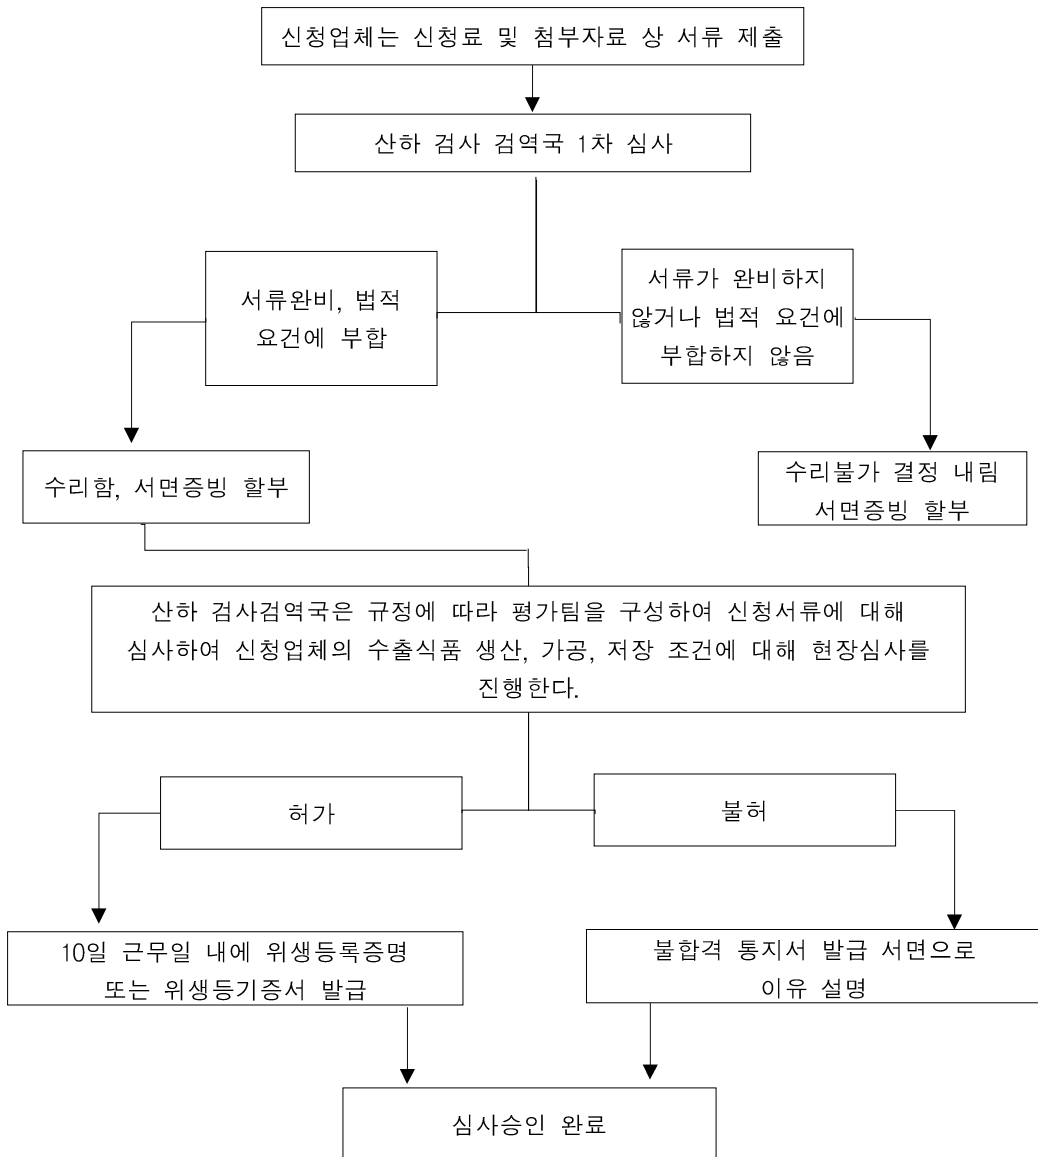 신청업체는 신청료 및 첨부자료 상 서류 제출
산하 검사 검역국 1차 심사
서류완비, 법적
요건에 부합
서류가 완비하지
않거나 법적 요건에
부합하지 않음
수리함, 서면증빙 할부
수리불가 결정 내림
서면증빙 할부
산하 검사검역국은 규정에 따라 평가팀을 구성하여 신청서류에 대해
심사하여 신청업체의 수출식품 생산, 가공, 저장 조건에 대해 현장심사를
진행한다.
허가
불허
10일 근무일 내에 위생등록증명
또는 위생등기증서 발급
불합격 통지서 발급 서면으로
이유 설명
심사승인 완료